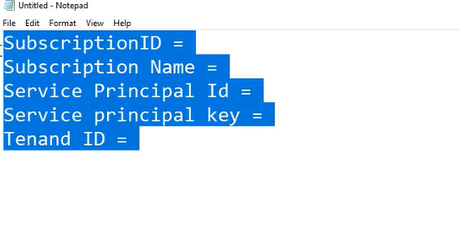 Untitled - Notepad
File Edit Format View Help
SubscriptionID =
Subscription Name =
Service Principal Id =
Service principal key =
Tenand ID =